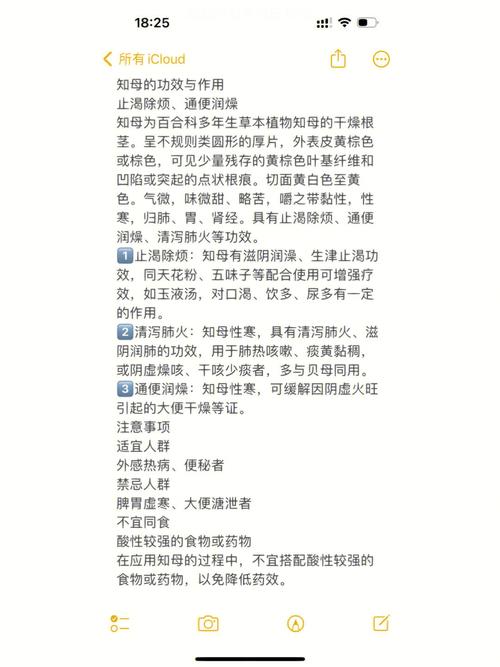 18:25
所有 iCloud
知母的功效与作用
止渴除烦、通便润燥
知母为百合科多年生草本植物知母的干燥根
茎。呈不规则类圆形的厚片，外表皮黄棕色
或棕色，可见少量残存的黄棕色叶基纤维和
凹陷或突起的点状根痕。切面黄白色至黄
色。气微，味微甜、略苦，嚼之带黏性，性
寒，归肺、胃、肾经。具有止渴除烦、通便
润燥、清泻肺火等功效。
1️⃣止渴除烦：知母有滋阴润澡、生津止渴功
效，同天花粉、五味子等配合使用可增强疗
效，如玉液汤，对口渴、饮多、尿多有一定
的作用。
2️⃣清泻肺火：知母性寒，具有清泻肺火、滋
阴润肺的功效，用于肺热咳嗽、痰黄黏稠，
或阴虚燥咳、干咳少痰者，多与贝母同用。
3️⃣通便润燥：知母性寒，可缓解因阴虚火旺
引起的大便干燥等证。
注意事项
适宜人群
外感热病、便秘者
禁忌人群
脾胃虚寒、大便溏泄者
不宜同食
酸性较强的食物或药物
在应用知母的过程中，不宜搭配酸性较强的
食物或药物，以免降低药效。